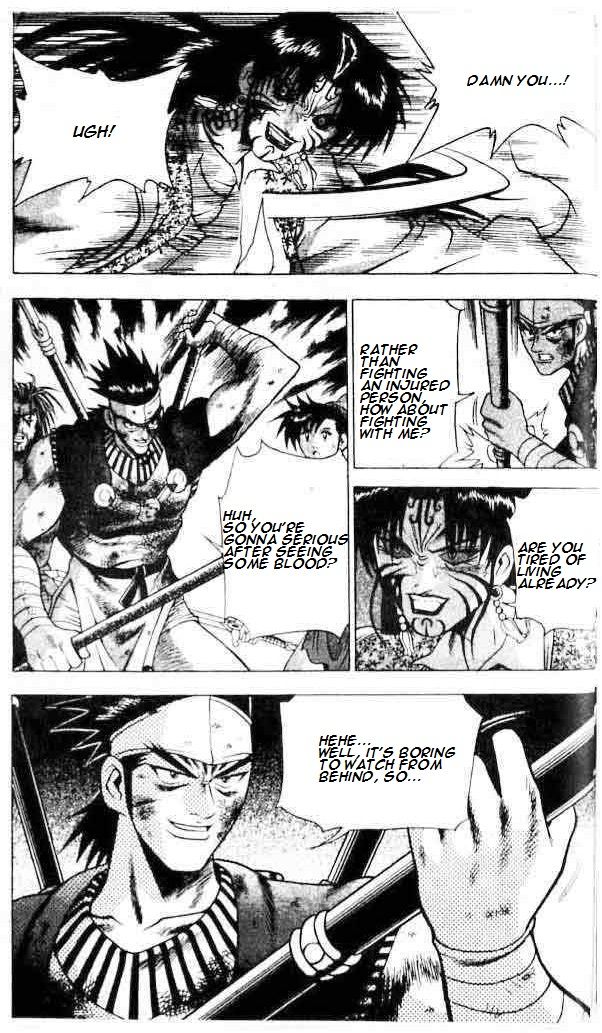 DAMN YOU...!
UGH!
RATHER
THAN
FIGHTING
AN INJURED
PERSON,
HOW ABOUT
FIGHTING
WITH ME?
HUH,
SO YOU'RE
GONNA SERIOUS
AFTER SEEING
SOME BLOOD?
ARE YOU
TIRED OF
LIVING
ALREADY?
HEHE...
WELL, IT'S BORING
TO WATCH FROM
BEHIND, SO...